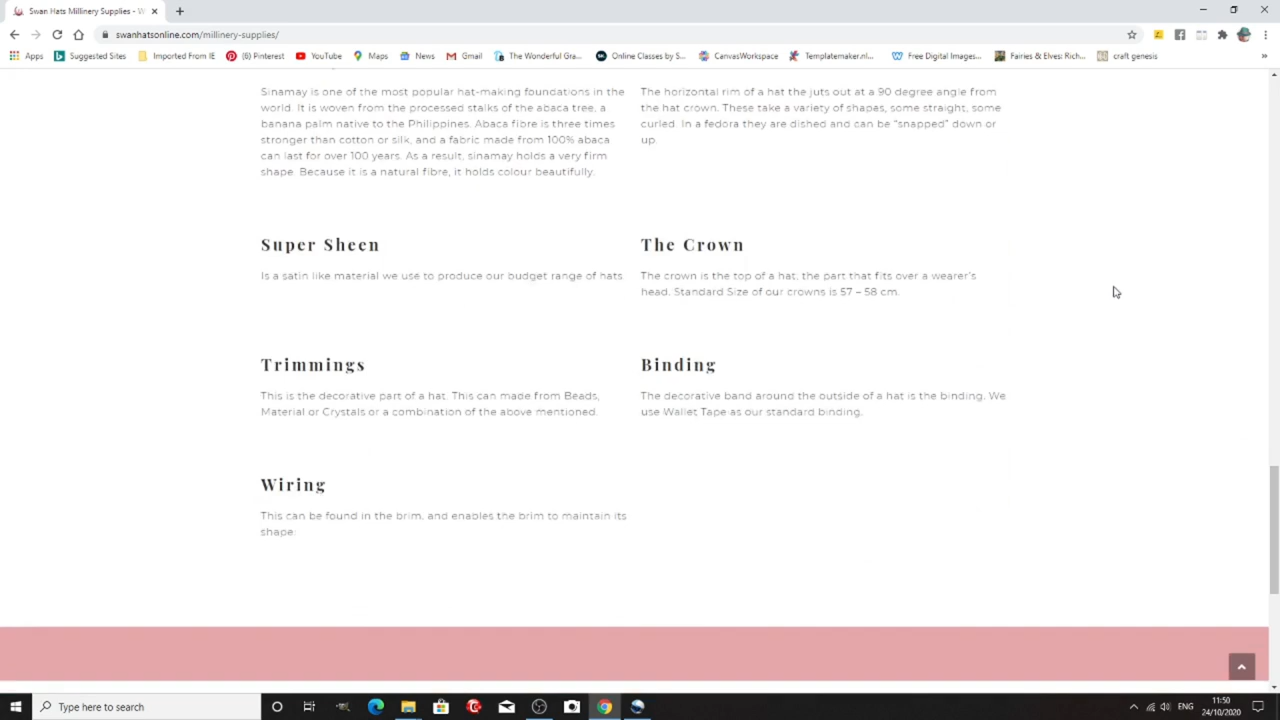 Swan Hats Millinery Supplies - W
swanhatsonline.com/millinery-supplies/
Apps
Suggested Sites
Imported From IE
(6) Pinterest
YouTube
Maps
News
Gmail
The Wonderful Gra...
Online Classes by S...
CanvasWorkspace
Templatemaker.nl...
Free Digital Images...
Fairies & Elves: Rich...
craft genesis
Sinamay is one of the most popular hat-making foundations in the
world. It is woven from the processed stalks of the abaca tree, a
banana palm native to the Philippines. Abaca fibre is three times
stronger than cotton or silk, and a fabric made from 100% abaca
can last for over 100 years. As a result, sinamay holds a very firm
shape. Because it is a natural fibre, it holds colour beautifully.
The horizontal rim of a hat the juts out at a 90 degree angle from
the hat crown. These take a variety of shapes, some straight, some
curled. In a fedora they are dished and can be “snapped” down or
up.
Super Sheen
Is a satin like material we use to produce our budget range of hats.
The Crown
The crown is the top of a hat; the part that fits over a wearer’s
head. Standard Size of our crowns is 57 – 58 cm.
Trimmings
This is the decorative part of a hat. This can made from Beads,
Material or Crystals or a combination of the above mentioned.
Binding
The decorative band around the outside of a hat is the binding. We
use Wallet Tape as our standard binding.
Wiring
This can be found in the brim, and enables the brim to maintain its
shape.
Type here to search
ENG
11:50
24/10/2020